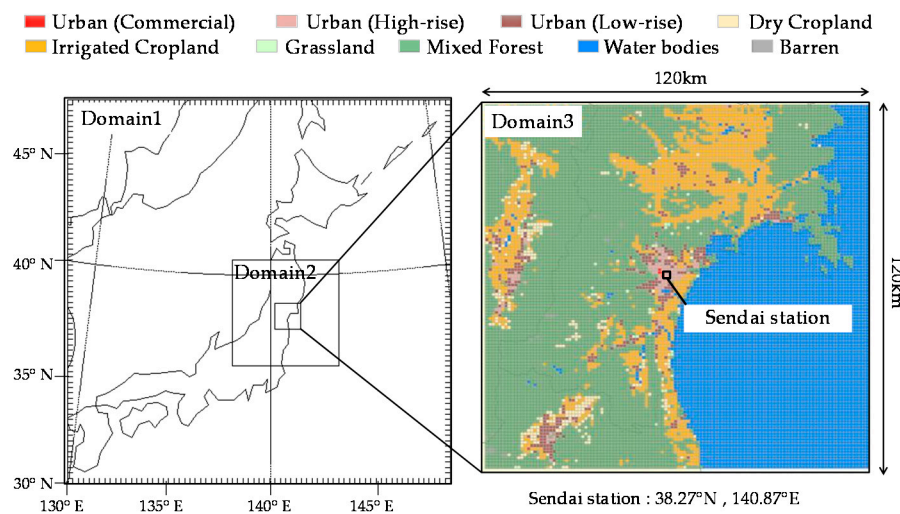 Urban (Commercial) Urban (High-rise) Urban (Low-rise) Dry Cropland
Irrigated Cropland Grassland Mixed Forest Water bodies Barren
120km
Domain1
Domain3
45° N
40° N
Domain2
120km
Sendai station
35° N
30° N
130° E 135° E 140° E 145° E
Sendai station : 38.27°N , 140.87°E